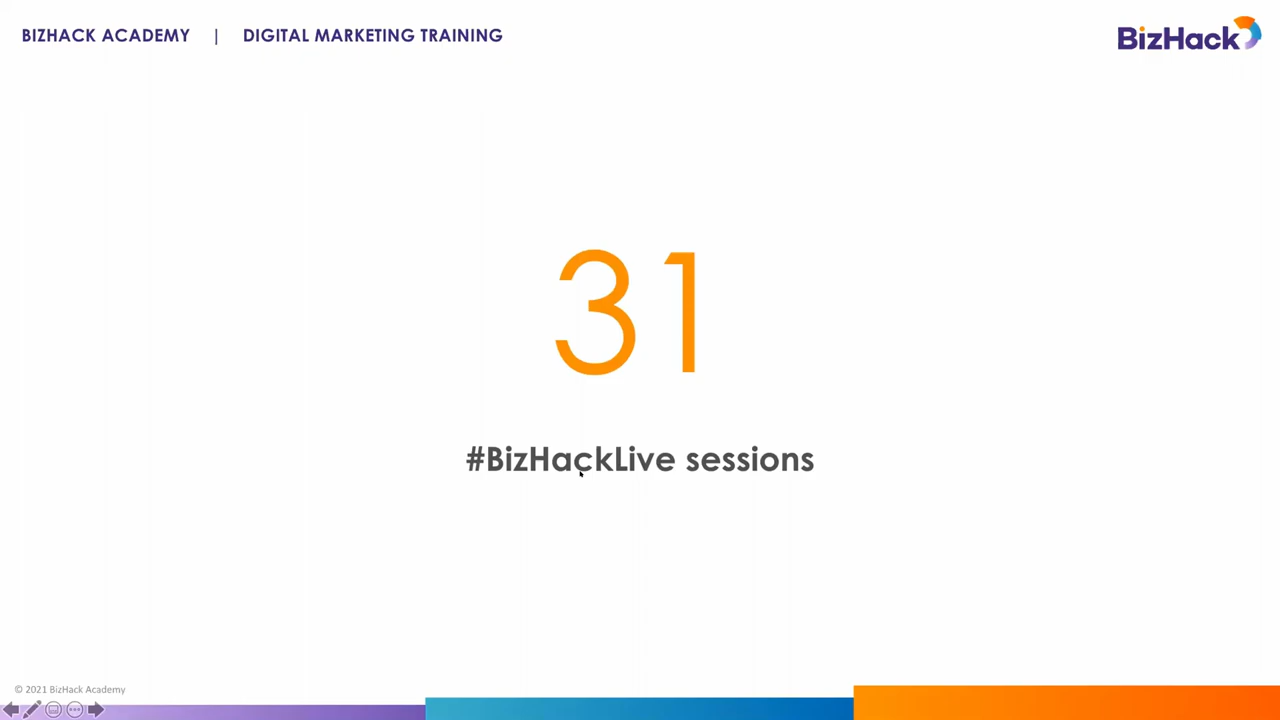 BIZHACK ACADEMY | DIGITAL MARKETING TRAINING
BizHack
31
#BizHackLive sessions
© 2021 BizHack Academy